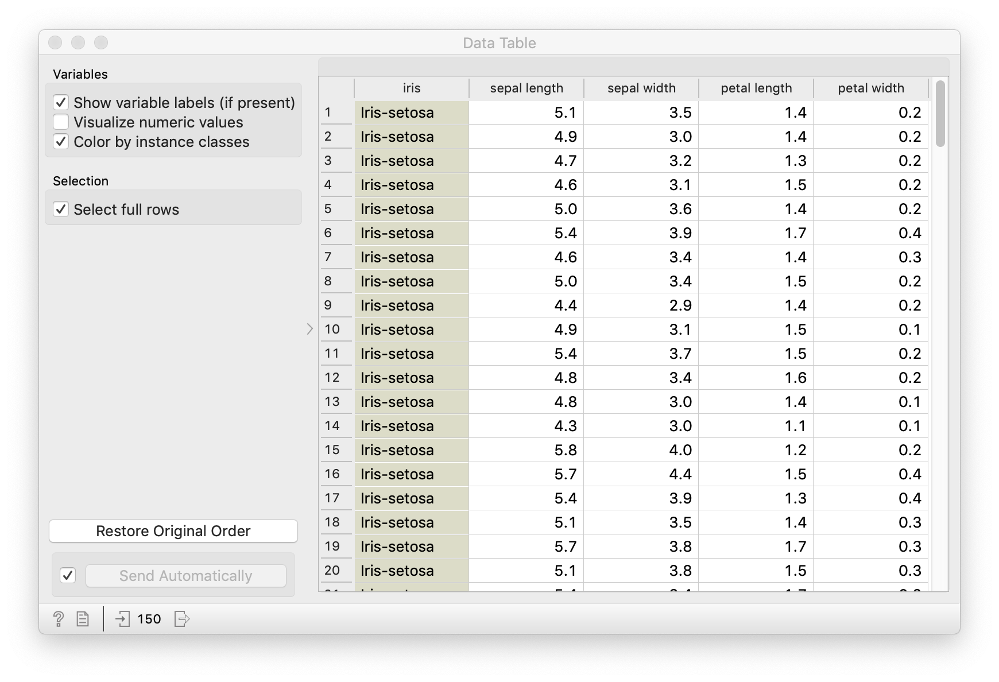 Data Table
Variables
Show variable labels (if present)
Visualize numeric values
Color by instance classes
Selection
Select full rows
Restore Original Order
Send Automatically
iris sepal length sepal width petal length petal width
1 Iris-setosa 5.1 3.5 1.4 0.2
2 Iris-setosa 4.9 3.0 1.4 0.2
3 Iris-setosa 4.7 3.2 1.3 0.2
4 Iris-setosa 4.6 3.1 1.5 0.2
5 Iris-setosa 5.0 3.6 1.4 0.2
6 Iris-setosa 5.4 3.9 1.7 0.4
7 Iris-setosa 4.6 3.4 1.4 0.3
8 Iris-setosa 5.0 3.4 1.5 0.2
9 Iris-setosa 4.4 2.9 1.4 0.2
10 Iris-setosa 4.9 3.1 1.5 0.1
11 Iris-setosa 5.4 3.7 1.5 0.2
12 Iris-setosa 4.8 3.4 1.6 0.2
13 Iris-setosa 4.8 3.0 1.4 0.1
14 Iris-setosa 4.3 3.0 1.1 0.1
15 Iris-setosa 5.8 4.0 1.2 0.2
16 Iris-setosa 5.7 4.4 1.5 0.4
17 Iris-setosa 5.4 3.9 1.3 0.4
18 Iris-setosa 5.1 3.5 1.4 0.3
19 Iris-setosa 5.7 3.8 1.7 0.3
20 Iris-setosa 5.1 3.8 1.5 0.3
150